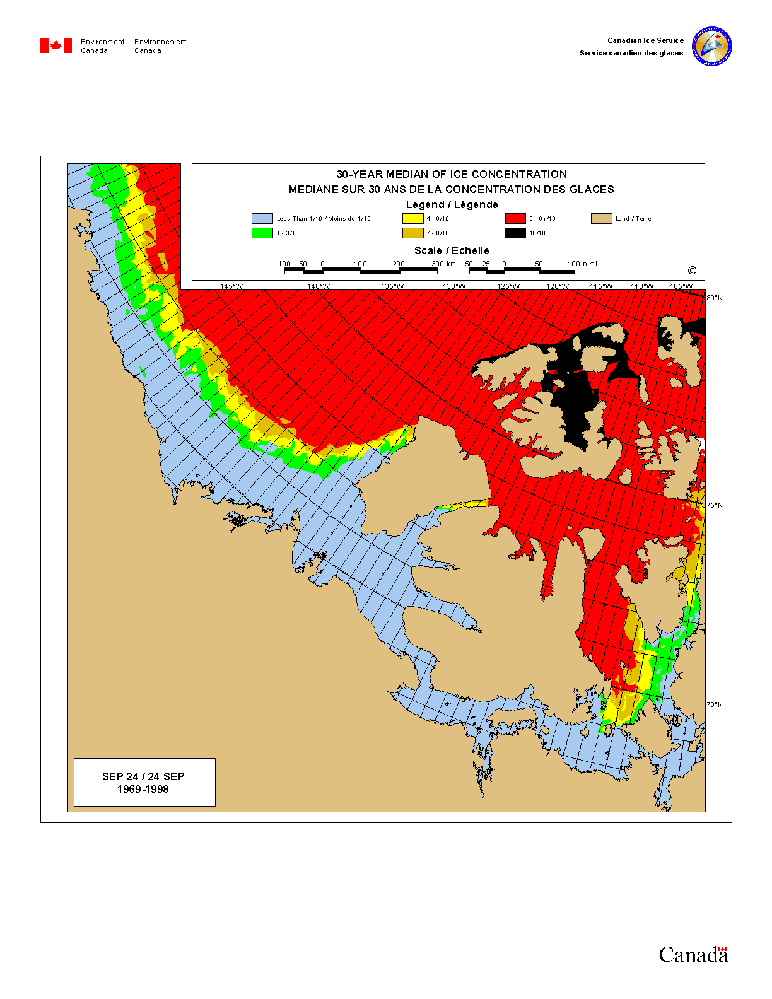 Environment Environnement
Canada Canada
Canadian Ice Service
Service canadien des glaces
30-YEAR MEDIAN OF ICE CONCENTRATION
MEDIANE SUR 30 ANS DE LA CONCENTRATION DES GLACES
Legend / Légende
Less Than 1/10 / Moins de 1/10 4 - 6/10 9 - 9+/10 Land / Terre
1 - 3/10 7 - 8/10 10/10
Scale / Echelle
100 50 0 100 200 300 km 50 25 0 50 100 n mi.
©
145°W 140°W 135°W 130°W 125°W 120°W 115°W 110°W 105°W
80°N
75°N
70°N
SEP 24 / 24 SEP
1969-1998
Canada